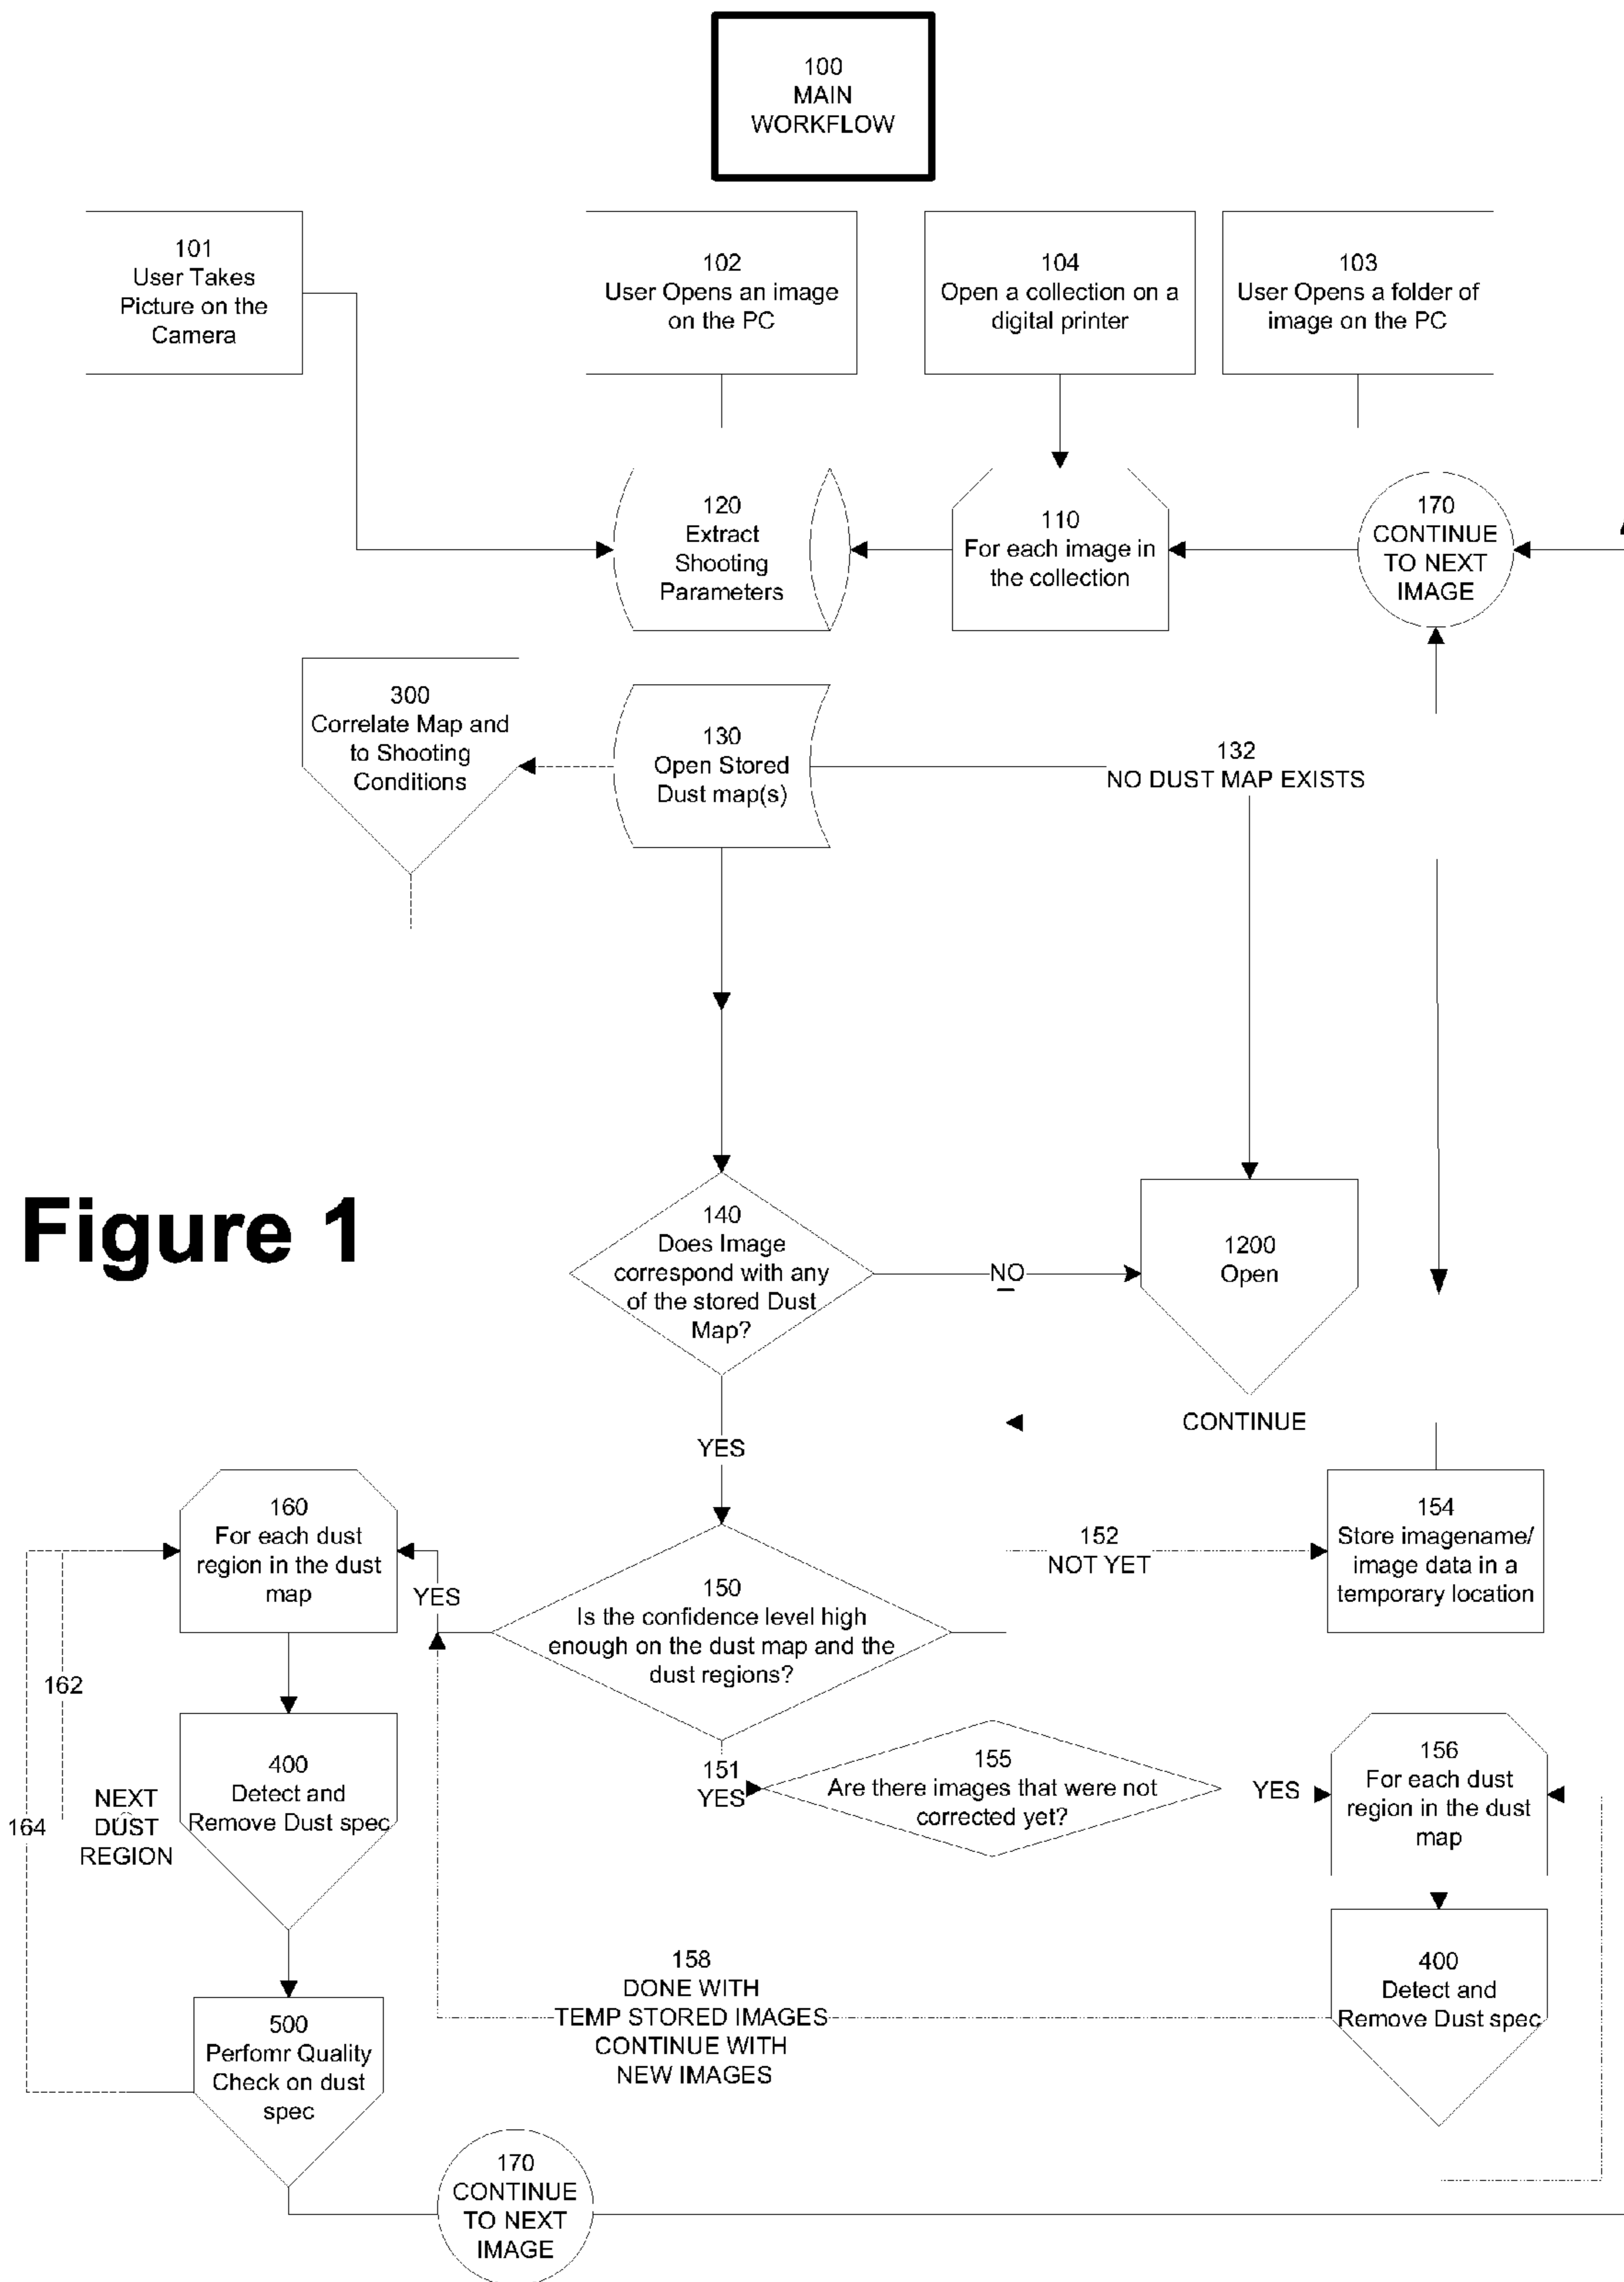 100
MAIN
WORKFLOW
101
User Takes
Picture on the
Camera
102
User Opens an image
on the PC
104
Open a collection on a
digital printer
103
User Opens a folder of
image on the PC
120
Extract
Shooting
Parameters
110
For each image in
the collection
170
CONTINUE
TO NEXT
IMAGE
300
Correlate Map and
to Shooting
Conditions
130
Open Stored
Dust map(s)
132
NO DUST MAP EXISTS
Figure 1
140
Does Image
correspond with any
of the stored Dust
Map?
NO
1200
Open
CONTINUE
YES
160
For each dust
region in the dust
map
YES
150
Is the confidence level high
enough on the dust map and the
dust regions?
152
NOT YET
154
Store imagename/
image data in a
temporary location
162
164
NEXT
DUST
REGION
400
Detect and
Remove Dust spec
151
YES
155
Are there images that were not
corrected yet?
YES
156
For each dust
region in the dust
map
158
DONE WITH
TEMP STORED IMAGES
CONTINUE WITH
NEW IMAGES
400
Detect and
Remove Dust spec
500
Perfomr Quality
Check on dust
spec
170
CONTINUE
TO NEXT
IMAGE